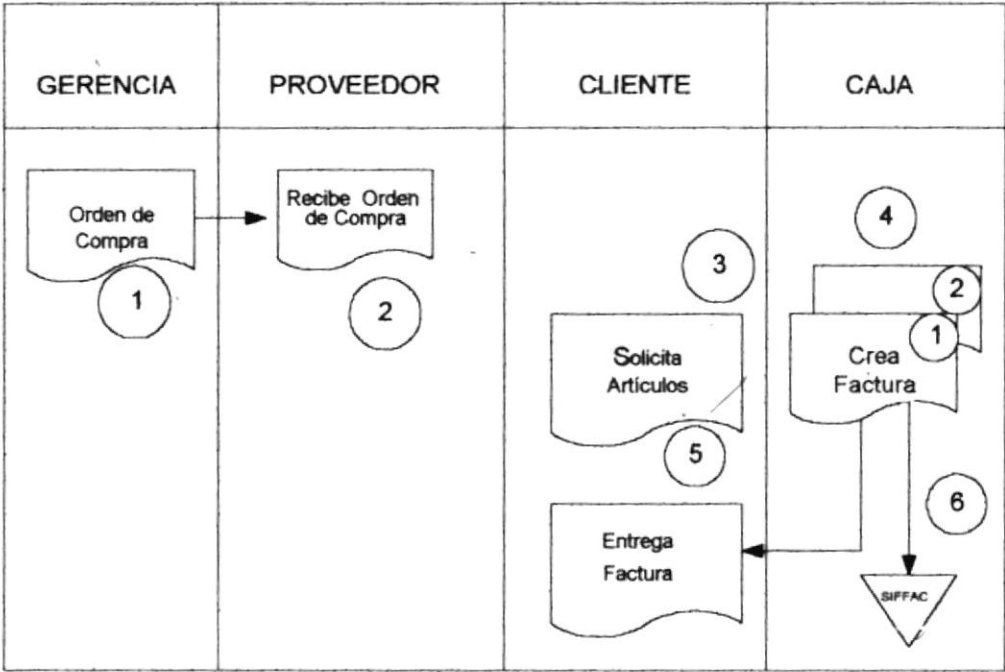 GERENCIA
PROVEEDOR
CLIENTE
CAJA
Orden de
Compra
1
Recibe Orden
de Compra
2
3
Solicita
Artículos
5
Entrega
Factura
4
2
1
Crea
Factura
6
SIFFAC